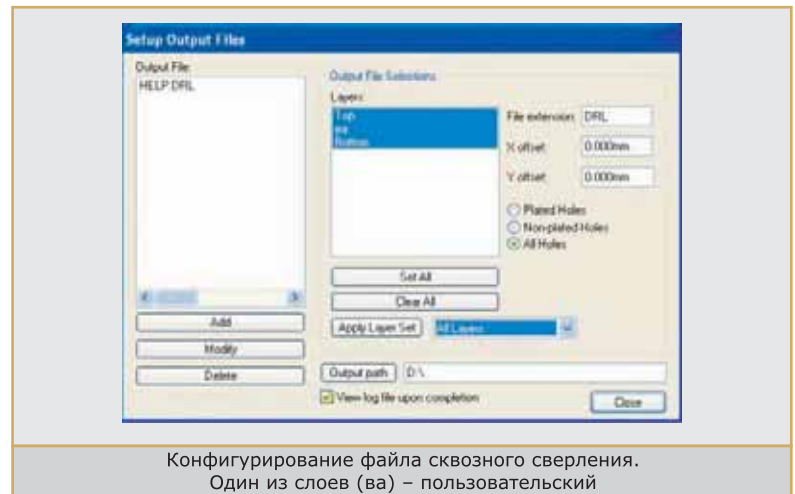 Setup Output Files
Output File:
HELP DRL
Add
Modify
Delete
Output File Selections
Layers:
Top
ва
Bottom
File extension: DRL
X offset: 0.000mm
Y offset: 0.000mm
Plated Holes
Non-plated Holes
All Holes
Set All
Clear All
Apply Layer Set
All Layers
Output path D:\
View log file upon completion
Close
Конфигурирование файла сквозного сверления.
Один из слоев (ва) – пользовательский